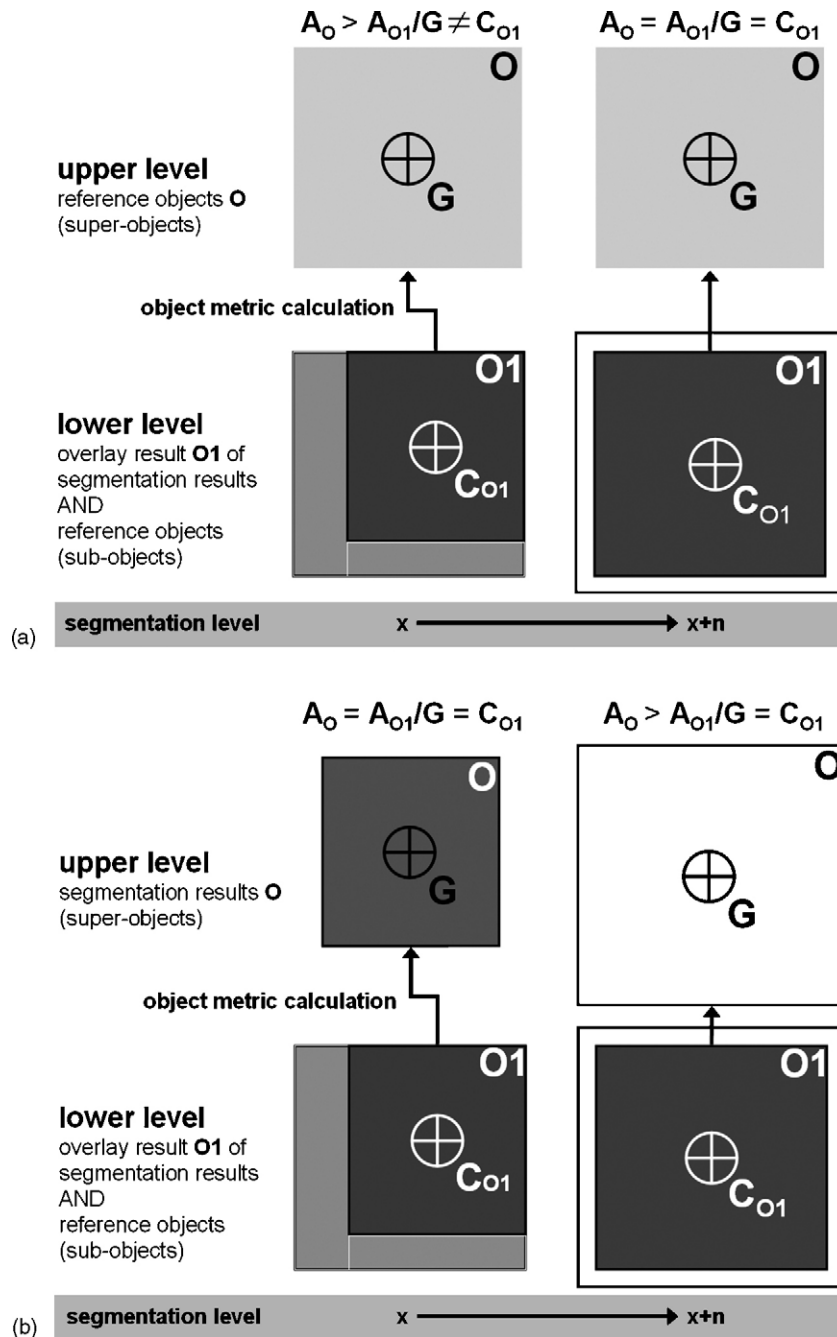 A_O > A_O1/G ≠ C_O1
A_O = A_O1/G = C_O1
O
O
upper level
reference objects O
(super-objects)
G
G
object metric calculation
O1
O1
lower level
overlay result O1 of
segmentation results
AND
reference objects
(sub-objects)
C_O1
C_O1
(a)
segmentation level
x
x+n
A_O = A_O1/G = C_O1
A_O > A_O1/G = C_O1
O
O
upper level
segmentation results O
(super-objects)
G
G
object metric calculation
O1
O1
lower level
overlay result O1 of
segmentation results
AND
reference objects
(sub-objects)
C_O1
C_O1
(b)
segmentation level
x
x+n